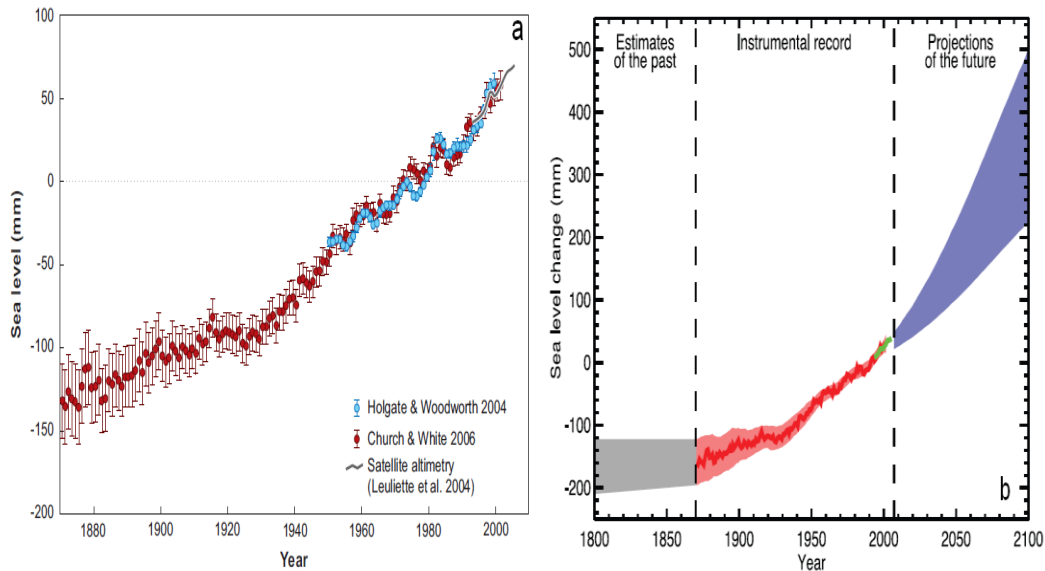 100
50
0
-50
-100
-150
-200
Sea level (mm)
a
Holgate & Woodworth 2004
Church & White 2006
Satellite altimetry
(Leuliette et al. 2004)
1880
1900
1920
1940
1960
1980
2000
Year
500
400
300
200
100
0
-100
-200
Sea level change (mm)
Estimates
of the past
Instrumental record
Projections
of the future
b
1800
1850
1900
1950
2000
2050
2100
Year